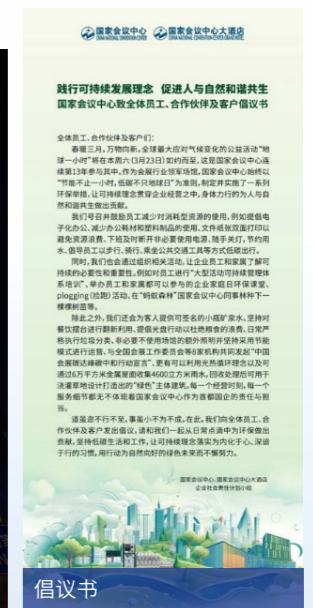 国家会议中心 国家会议中心大酒店
践行可持续发展理念 促进人与自然和谐共生
国家会议中心致全体员工、合作伙伴及客户倡议书
全体员工、合作伙伴及客户们:
春暖三月,万物向新。全球最大应对气候变化的公益活动“地
球一小时”将在本周六(3月23日)如约而至,这是国家会议中心连
续第13年参与其中。作为会展行业领军场馆,国家会议中心始终以
“节能不止一小时,低碳不只地球日”为准则,制定并实施了一系列
环保举措,让可持续理念贯穿企业经营之中,身体力行的为人与自
然和谐共生做出贡献。
我们号召并鼓励员工减少对消耗型资源的使用,例如提倡电
子化办公、减少办公耗材和塑料制品的使用、文件纸张双面打印以
避免资源浪费、下班及时断开非必要使用电源、随手关灯,节约用
水、倡导员工以步行、骑行、乘坐公共交通工具等方式低碳出行。
同时,我们也会通过组织相关活动,让企业员工和家属了解可
持续的必要性和重要性。例如对员工进行“大型活动可持续管理体
系培训”、举办员工和家属都可以参与的企业家庭日环保课堂、
plogging(捡跑)活动、在“蚂蚁森林”国家会议中心同事林种下一
棵棵树苗等。
除此之外,我们还会为客人提供可签名的小瓶矿泉水、坚持对
餐饮摆台进行翻新利用、提倡光盘行动以杜绝粮食的浪费、日常严
格执行垃圾分类、非必要不使用场馆的额外照明并坚持采用节能
模式进行运营、与全国会展工作委员会等8家机构共同发起“中国
会展碳达峰碳中和行动宣言”、更有可以利用光热循环理念以及可
通过6万平方米金属屋面收集4600立方米雨水,回收处理后可用于
浇灌草地设计打造出的“绿色”主体建筑。每一个经营时刻,每一个
服务细节都无不体现着国家会议中心作为首都国企的责任与担
当。
道虽迩不行不至,事虽小不为不成。在此,我们向全体员工、合
作伙伴及客户发出倡议,请和我们一起从日常点滴中为环保做出
贡献,坚持低碳生活和工作,让可持续理念落实为内化于心、深谙
于行的习惯,用行动为自然向好的绿色未来而不懈努力。
国家会议中心、国家会议中心大酒店
企业社会责任计划小组
倡议书